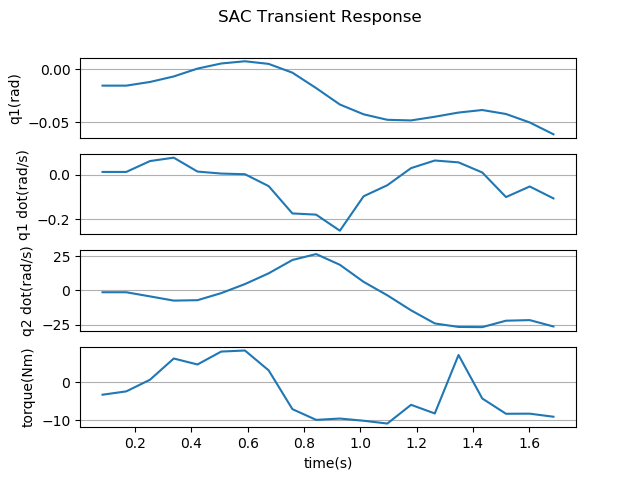 SAC Transient Response
q1(rad)
0.00
−0.05
q1 dot(rad/s)
0.0
−0.2
q2 dot(rad/s)
25
0
−25
torque(Nm)
0
−10
0.2 0.4 0.6 0.8 1.0 1.2 1.4 1.6
time(s)